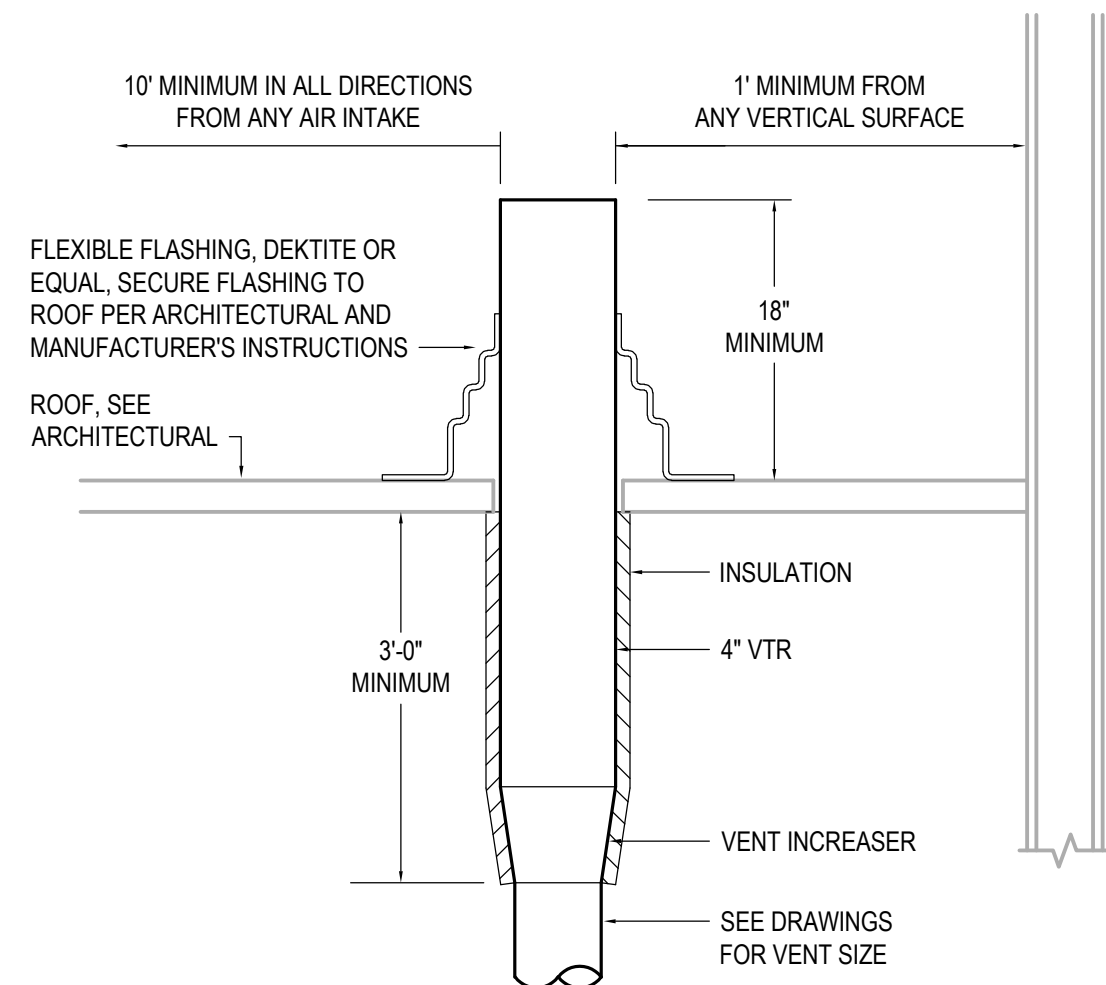 10' MINIMUM IN ALL DIRECTIONS
FROM ANY AIR INTAKE
1' MINIMUM FROM
ANY VERTICAL SURFACE
FLEXIBLE FLASHING, DEKTITE OR
EQUAL, SECURE FLASHING TO
ROOF PER ARCHITECTURAL AND
MANUFACTURER'S INSTRUCTIONS
18"
MINIMUM
ROOF, SEE
ARCHITECTURAL
INSULATION
3'-0"
MINIMUM
4" VTR
VENT INCREASER
SEE DRAWINGS
FOR VENT SIZE